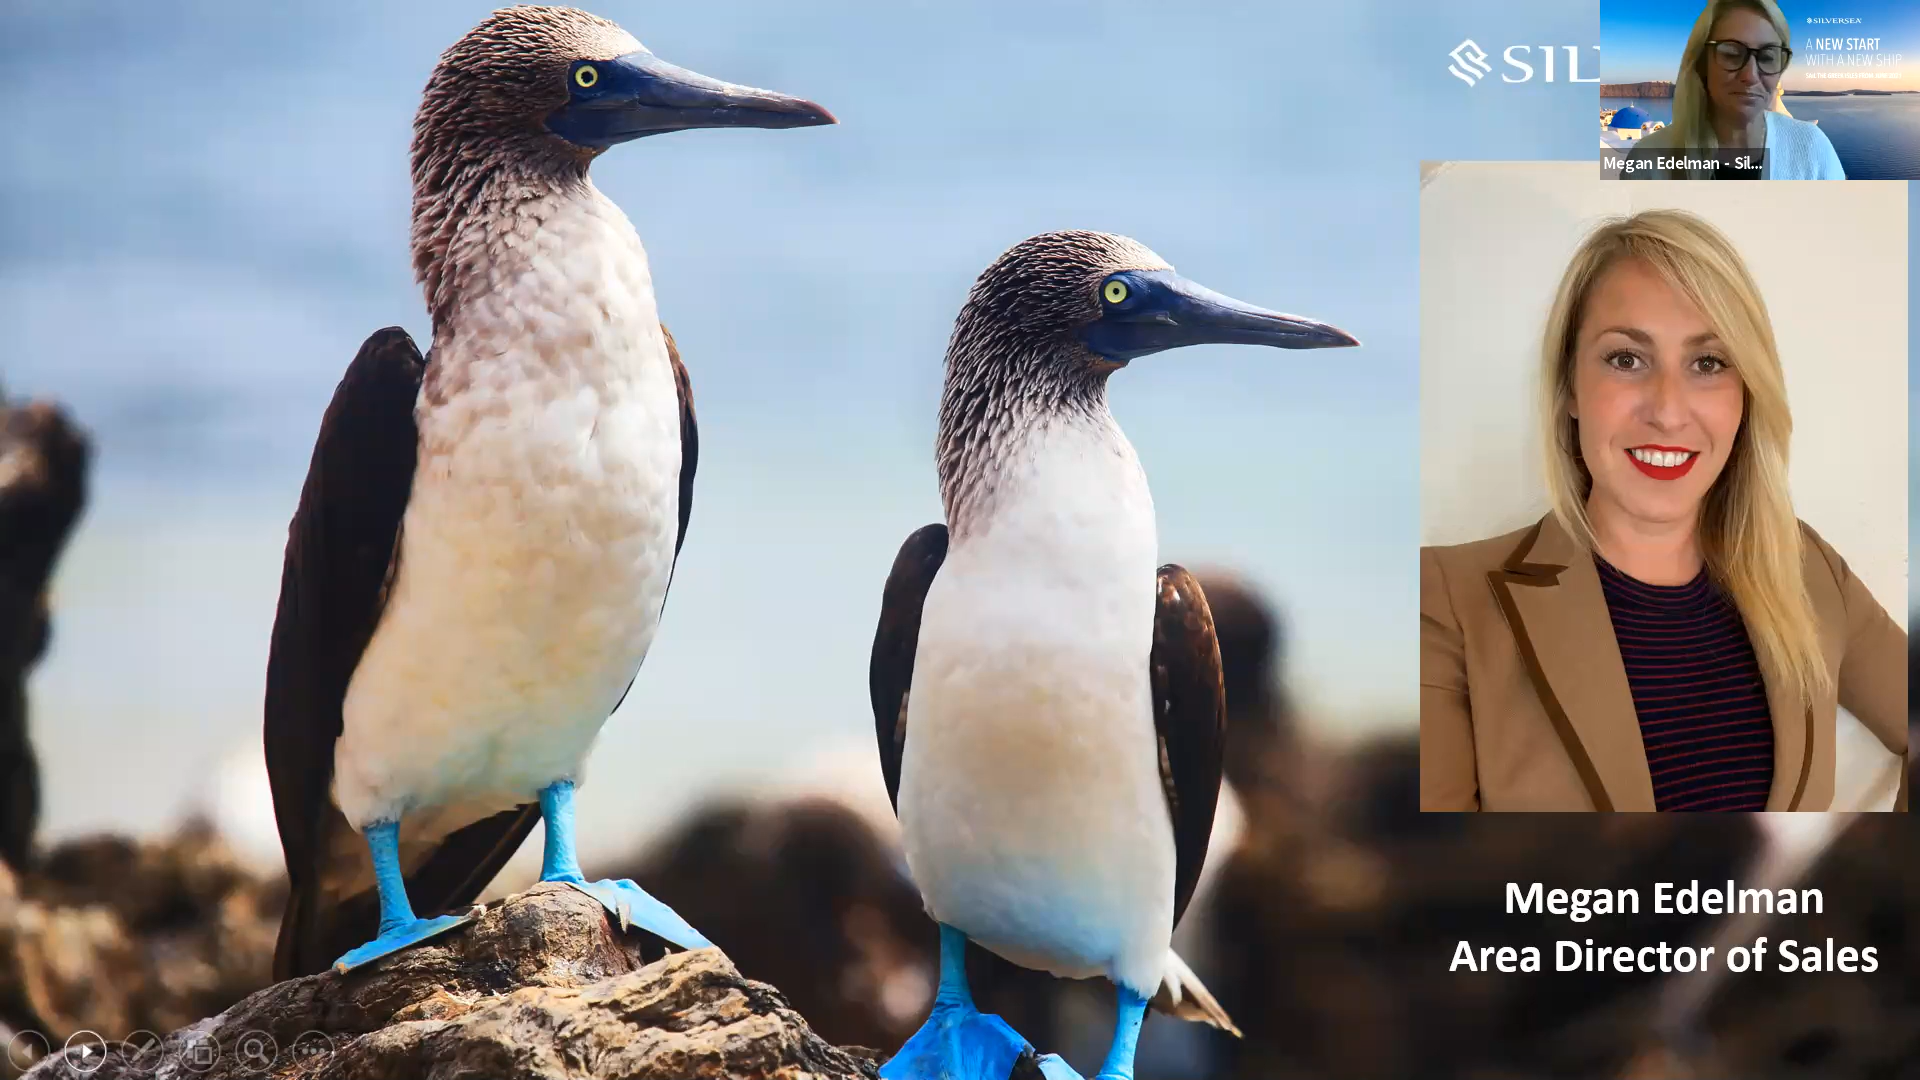 SIL
SILVERSEA
A NEW START
WITH A NEW SHIP
Megan Edelman - Sil...
Megan Edelman
Area Director of Sales